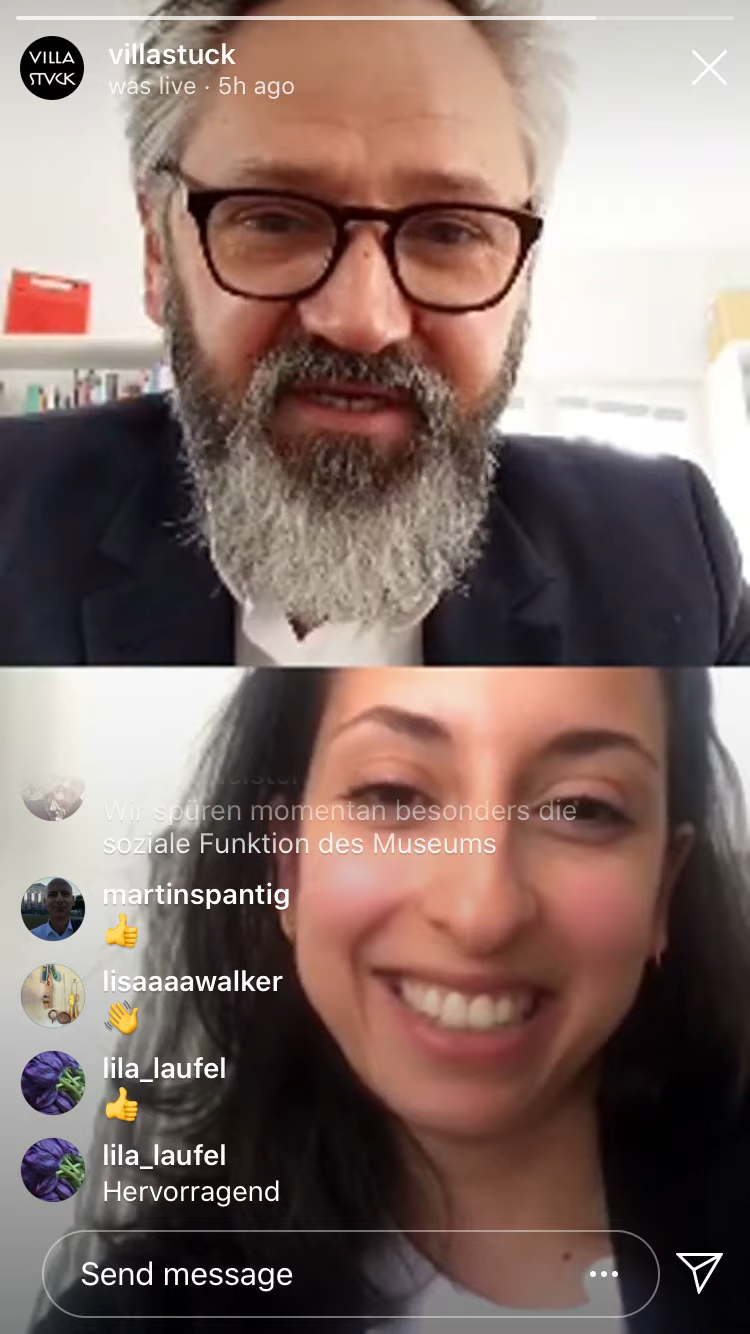 VILLA
STVCK
villastuck
was live · 5h ago
Wir spüren momentan besonders die
soziale Funktion des Museums
martinspantig
👍
lisaaaawalker
👋
lila_laufel
👍
lila_laufel
Hervorragend
Send message